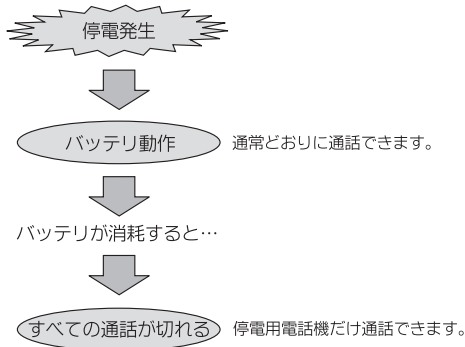 停電発生
バッテリ動作 通常どおりに通話できます。
バッテリが消耗すると…
すべての通話が切れる 停電用電話機だけ通話できます。